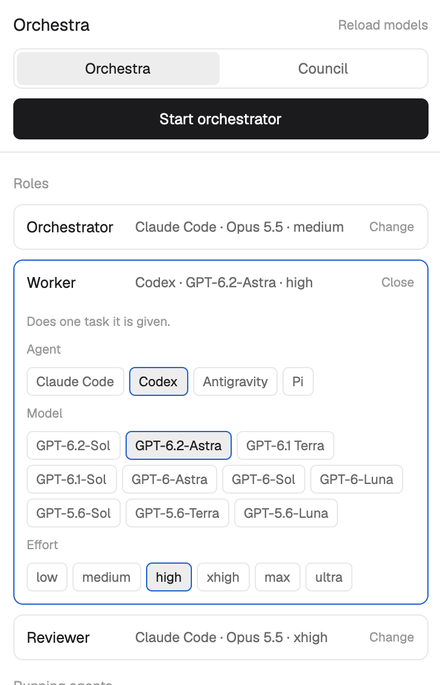 Orchestra Reload models
Orchestra Council
Start orchestrator
Roles
Orchestrator Claude Code · Opus 5.5 · medium Change
Worker Codex · GPT-6.2-Astra · high Close
Does one task it is given.
Agent
Claude Code Codex Antigravity Pi
Model
GPT-6.2-Sol GPT-6.2-Astra GPT-6.1 Terra
GPT-6.1-Sol GPT-6-Astra GPT-6-Sol GPT-6-Luna
GPT-5.6-Sol GPT-5.6-Terra GPT-5.6-Luna
Effort
low medium high xhigh max ultra
Reviewer Claude Code · Opus 5.5 · xhigh Change
Running agents